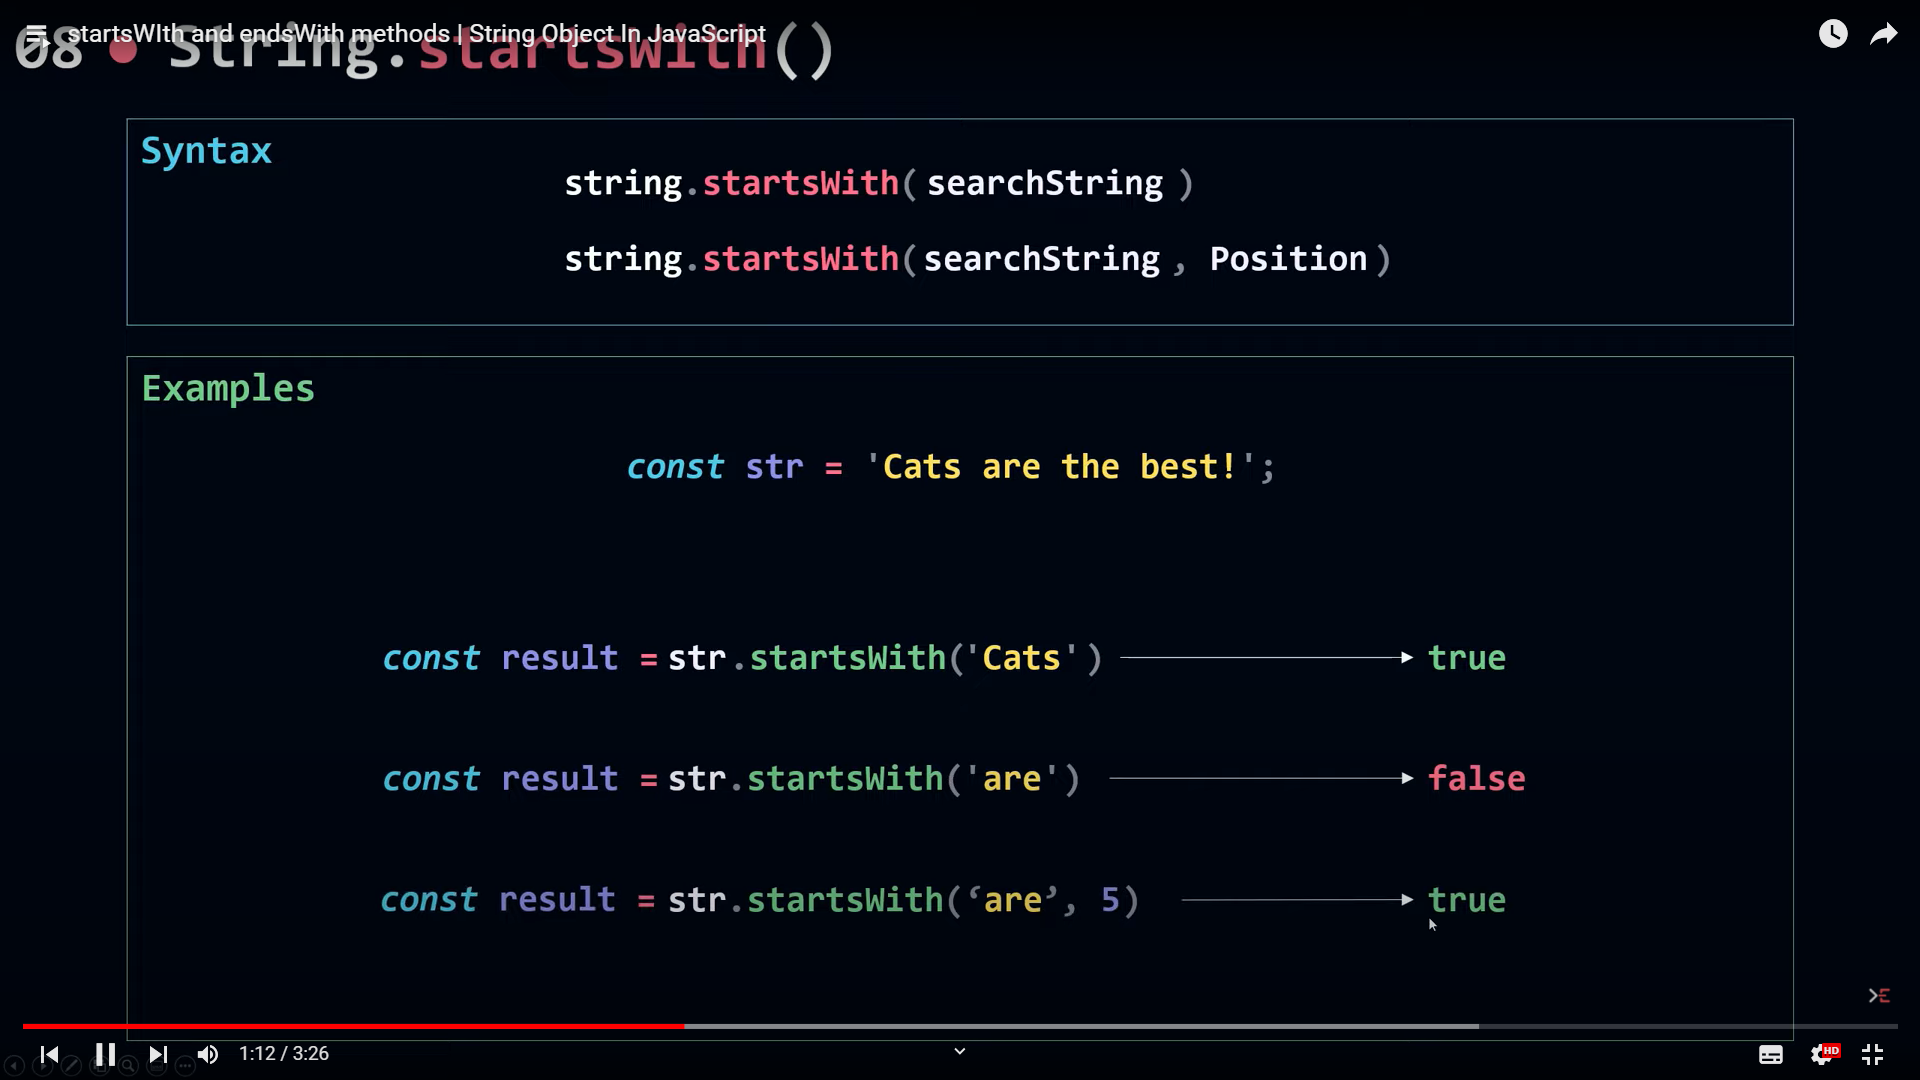 startsWIth and endsWith methods | String Object In JavaScript
08 • String.startsWith()
Syntax
string.startsWith( searchString )
string.startsWith( searchString , Position )
Examples
const str = 'Cats are the best!';
const result = str.startsWith('Cats') true
const result = str.startsWith('are') false
const result = str.startsWith(‘are’, 5) true
1:12 / 3:26
HD